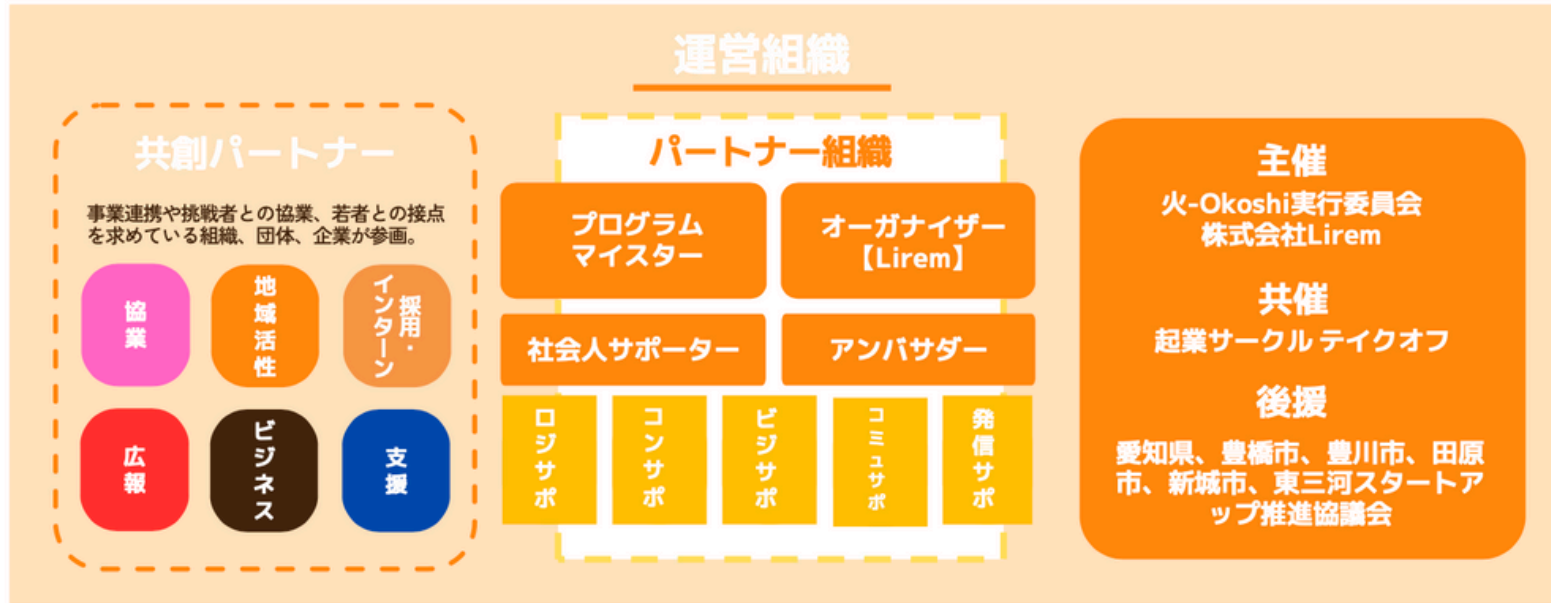 運営組織
共創パートナー
事業連携や挑戦者との協業、若者との接点
を求めている組織、団体、企業が参画。
協業
地域活性
採用・
インターン
広報
ビジネス
支援
パートナー組織
プログラム
マイスター
オーガナイザー
【Lirem】
社会人サポーター
アンバサダー
ロジサポ
コンサポ
ビジサポ
コミュサポ
発信サポ
主催
火-Okoshi実行委員会
株式会社Lirem
共催
起業サークル テイクオフ
後援
愛知県、豊橋市、豊川市、田原
市、新城市、東三河スタートア
ップ推進協議会